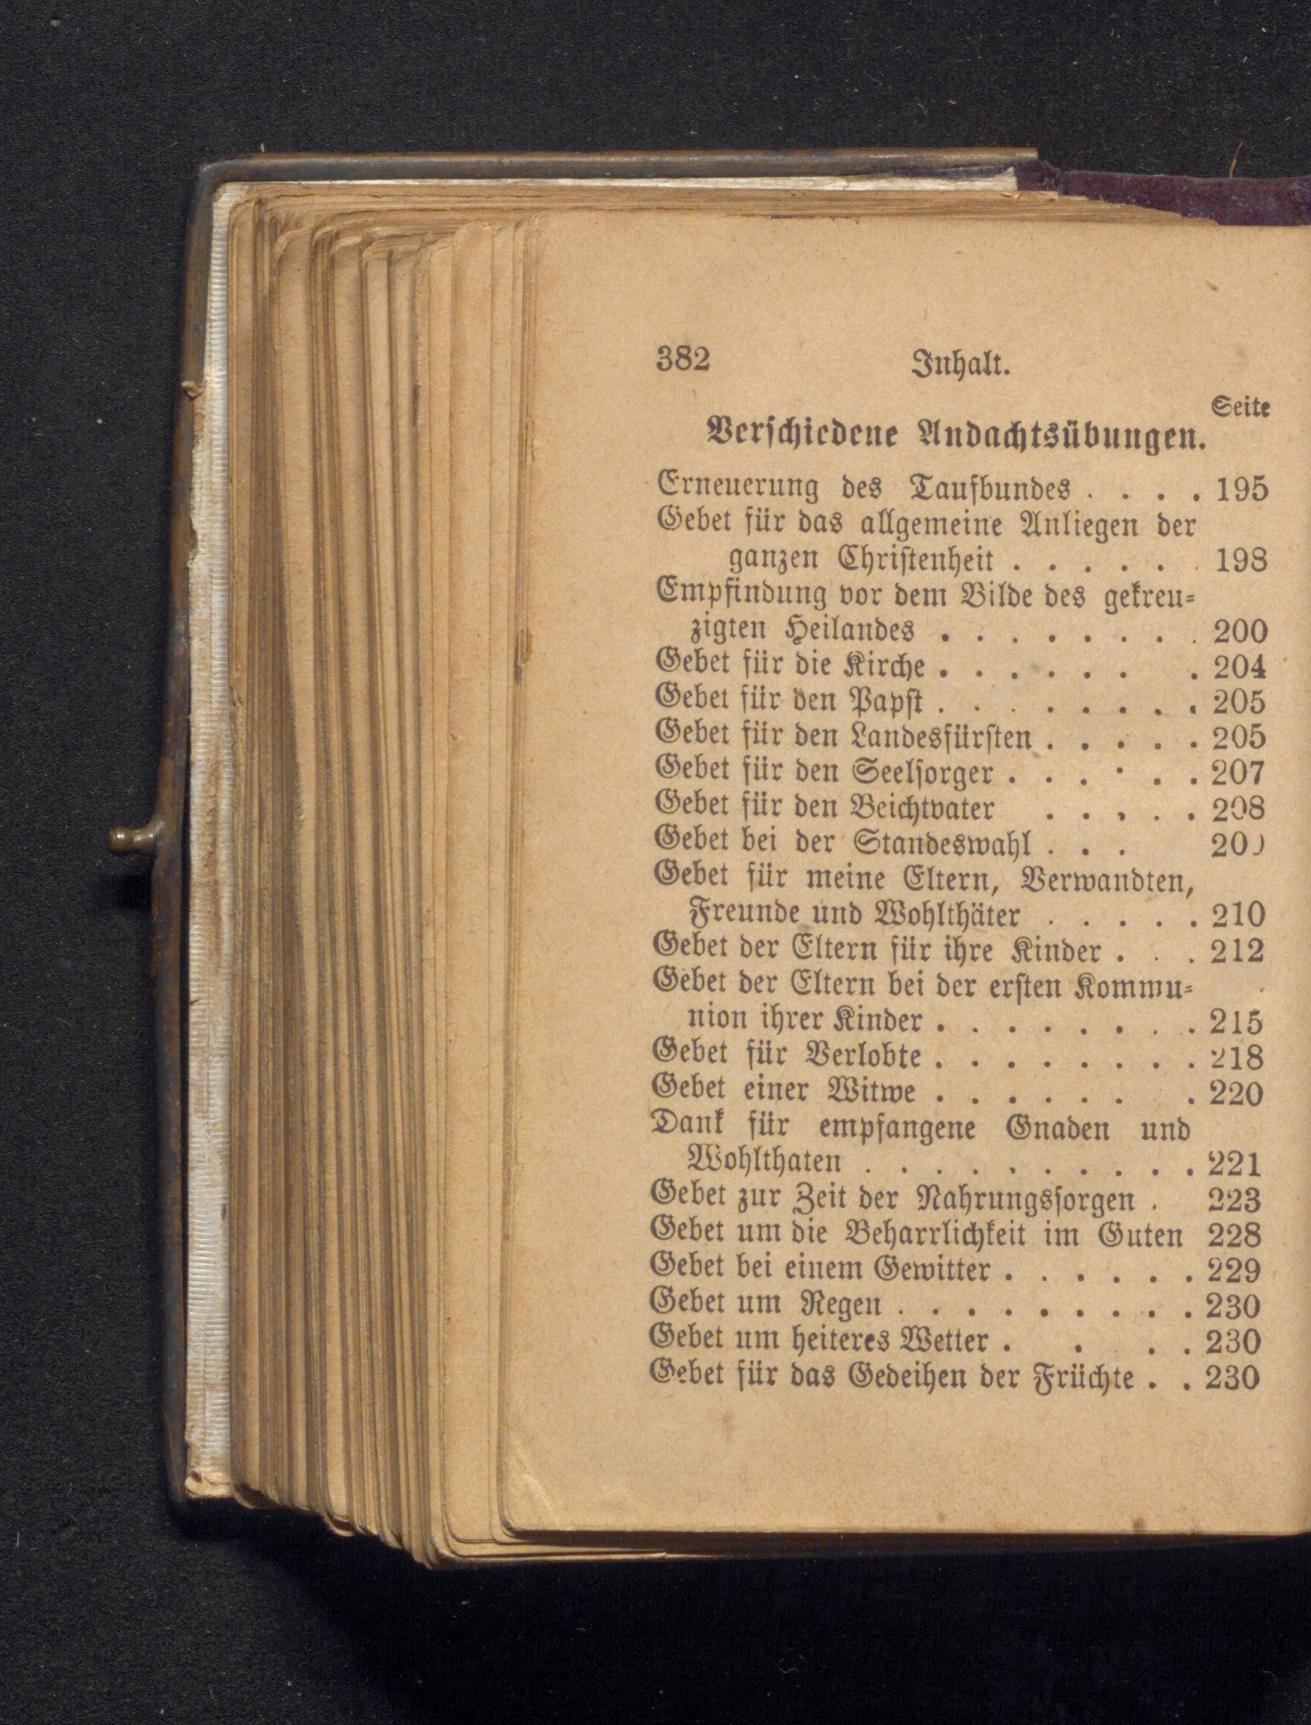 382 Inhalt.
Seite
Verschiedene Andachtsübungen.
Erneuerung des Taufbundes . . . . 195
Gebet für das allgemeine Anliegen der
ganzen Christenheit . . . . . . 198
Empfindung vor dem Bilde des gekreu-
zigten Heilandes . . . . . . . . 200
Gebet für die Kirche . . . . . . . 204
Gebet für den Papst . . . . . . . . 205
Gebet für den Landesfürsten . . . . . 205
Gebet für den Seelsorger . . . . . . 207
Gebet für den Beichtvater . . . . . 208
Gebet bei der Standeswahl . . .
Gebet für meine Eltern, Verwandten,
Freunde und Wohlthäter . . . . . 210
Gebet der Eltern für ihre Kinder . . . 212
Gebet der Eltern bei der ersten Kommu-
nion ihrer Kinder . . . . . . . . 215
Gebet für Verlobte . . . . . . . . 218
Gebet einer Witwe . . . . . . . 220
Dank für empfangene Gnaden und
Wohlthaten . . . . . . . . . . 221
Gebet zur Zeit der Nahrungssorgen . 223
Gebet um die Beharrlichkeit im Guten 228
Gebet bei einem Gewitter . . . . . . 229
Gebet um Regen . . . . . . . . . 230
Gebet um heiteres Wetter . . . . 230
Gebet für das Gedeihen der Früchte . . 230